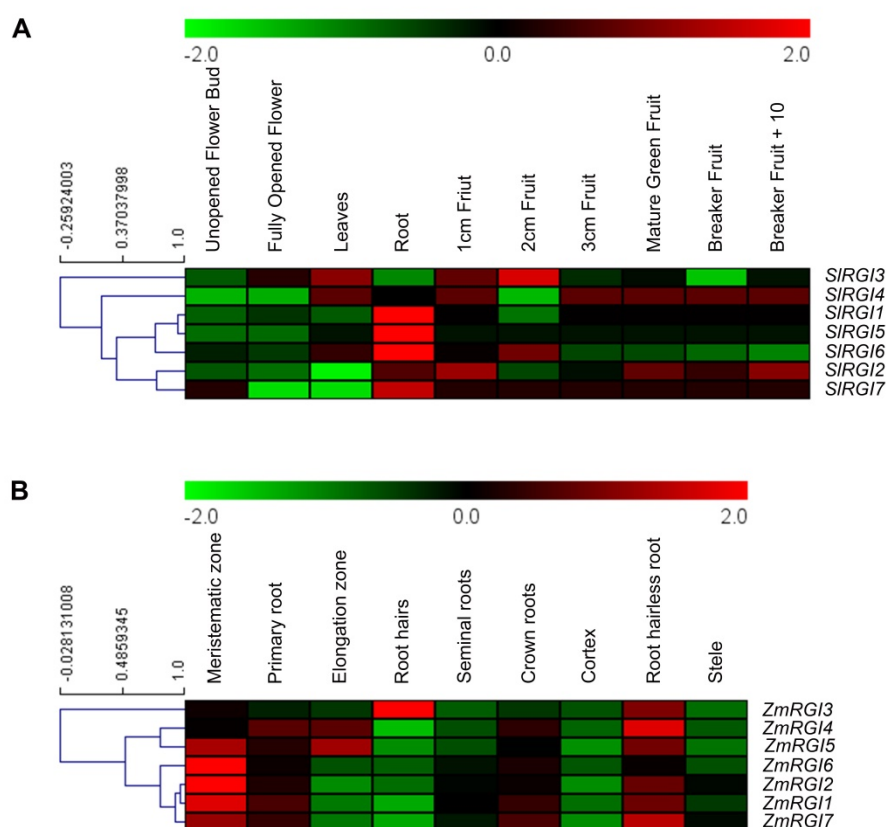 A
-2.0 0.0 2.0
-0.25924003
0.37037998
1.0
Unopened Flower Bud
Fully Opened Flower
Leaves
Root
1cm Friut
2cm Fruit
3cm Fruit
Mature Green Fruit
Breaker Fruit
Breaker Fruit + 10
SlRGI3
SlRGI4
SlRGI1
SlRGI5
SlRGI6
SlRGI2
SlRGI7
B
-2.0 0.0 2.0
-0.028131008
0.4859345
1.0
Meristematic zone
Primary root
Elongation zone
Root hairs
Seminal roots
Crown roots
Cortex
Root hairless root
Stele
ZmRGI3
ZmRGI4
ZmRGI5
ZmRGI6
ZmRGI2
ZmRGI1
ZmRGI7